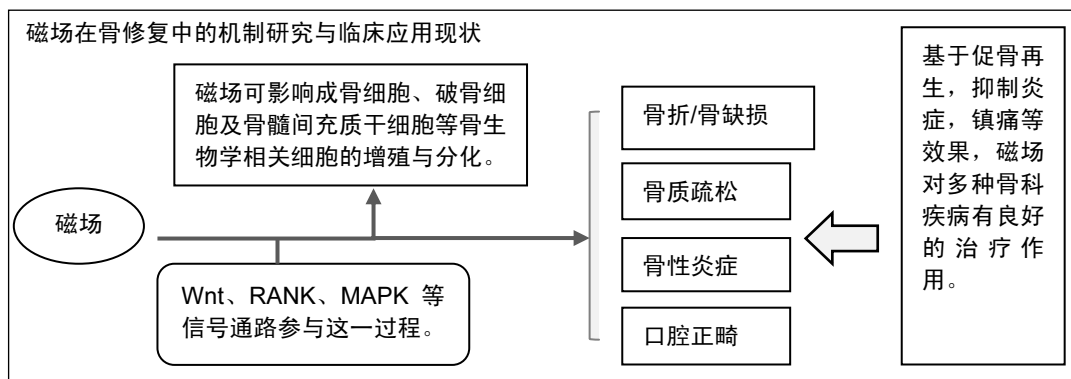 磁场在骨修复中的机制研究与临床应用现状
磁场可影响成骨细胞、破骨细
胞及骨髓间充质干细胞等骨生
物学相关细胞的增殖与分化。
磁场
Wnt、RANK、MAPK 等
信号通路参与这一过程。
骨折/骨缺损
骨质疏松
骨性炎症
口腔正畸
基于促骨再
生，抑制炎
症，镇痛等
效果，磁场
对多种骨科
疾病有良好
的治疗作
用。